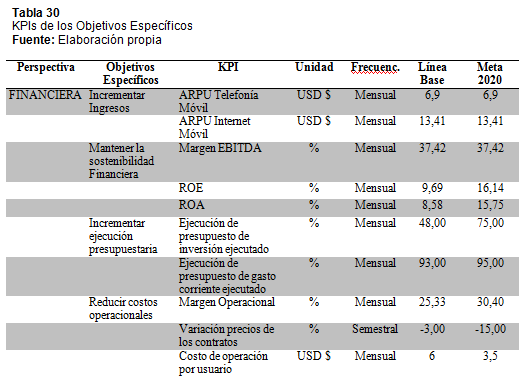 Tabla 30
KPIs de los Objetivos Específicos
Fuente: Elaboración propia
Perspectiva Objetivos Específicos KPI Unidad Frecuenc. Línea Base Meta 2020
FINANCIERA Incrementar Ingresos ARPU Telefonía Móvil USD $ Mensual 6,9 6,9
ARPU Internet Móvil USD $ Mensual 13,41 13,41
Mantener la sostenibilidad Financiera Margen EBITDA % Mensual 37,42 37,42
ROE % Mensual 9,69 16,14
ROA % Mensual 8,58 15,75
Incrementar ejecución presupuestaria Ejecución de presupuesto de inversión ejecutado % Mensual 48,00 75,00
Ejecución de presupuesto de gasto corriente ejecutado % Mensual 93,00 95,00
Reducir costos operacionales Margen Operacional % Mensual 25,33 30,40
Variación precios de los contratos % Semestral -3,00 -15,00
Costo de operación por usuario USD $ Mensual 6 3,5